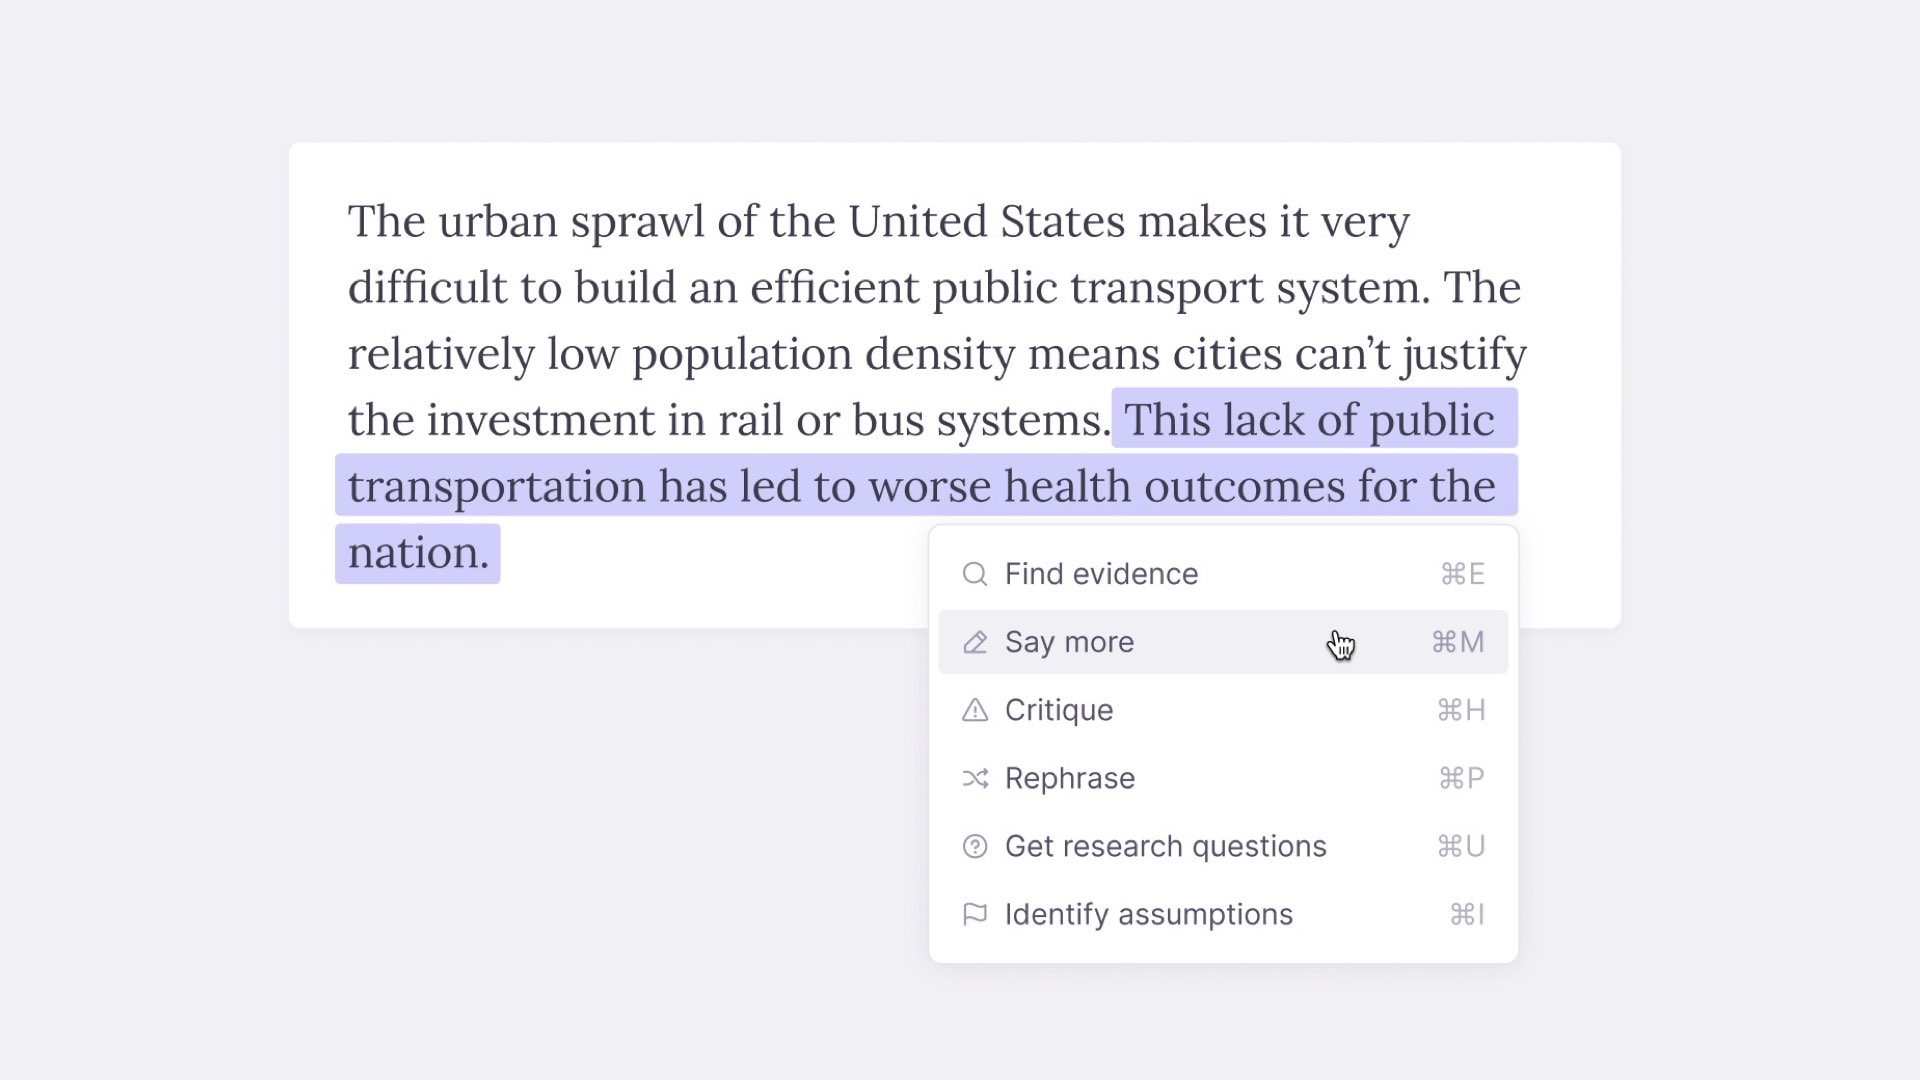 The urban sprawl of the United States makes it very
difficult to build an efficient public transport system. The
relatively low population density means cities can’t justify
the investment in rail or bus systems. This lack of public
transportation has led to worse health outcomes for the
nation.
Find evidence ⌘E
Say more ⌘M
Critique ⌘H
Rephrase ⌘P
Get research questions ⌘U
Identify assumptions ⌘I